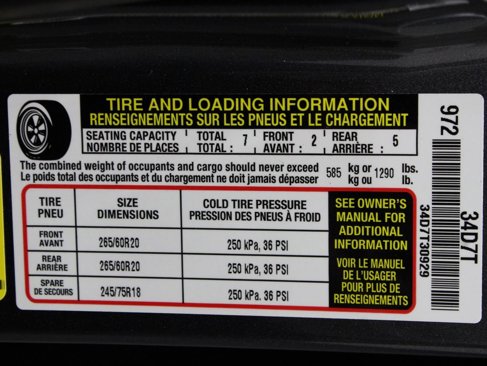 TIRE AND LOADING INFORMATION
RENSEIGNEMENTS SUR LES PNEUS ET LE CHARGEMENT
SEATING CAPACITY TOTAL 7 FRONT 2 REAR 5
NOMBRE DE PLACES TOTAL : AVANT : ARRIÈRE :
The combined weight of occupants and cargo should never exceed 585 kg or 1290 lbs.
Le poids total des occupants et du chargement ne doit jamais dépasser kg ou lb.
TIRE SIZE COLD TIRE PRESSURE
PNEU DIMENSIONS PRESSION DES PNEUS À FROID
FRONT
AVANT 265/60R20 250 kPa, 36 PSI
REAR
ARRIÈRE 265/60R20 250 kPa, 36 PSI
SPARE
DE SECOURS 245/75R18 250 kPa, 36 PSI
SEE OWNER'S
MANUAL FOR
ADDITIONAL
INFORMATION
VOIR LE MANUEL
DE L'USAGER
POUR PLUS DE
RENSEIGNEMENTS
972
34D7T
34D7T30929